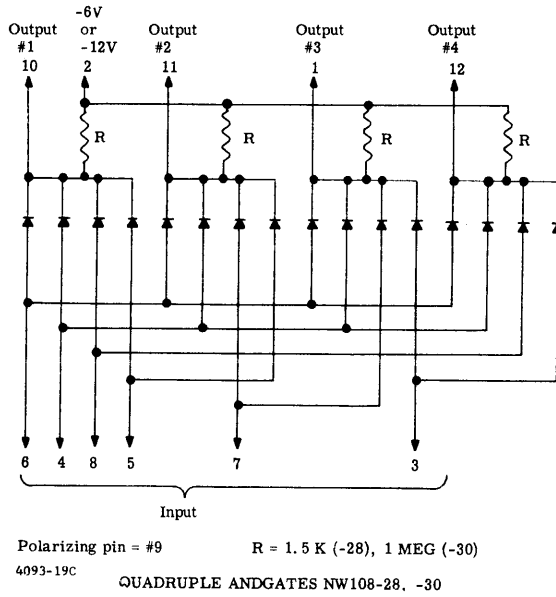 -6V
Output or Output Output Output
#1 -12V #2 #3 #4
10 2 11 1 12
R R R R
6 4 8 5 7 3
Input
Polarizing pin = #9 R = 1.5 K (-28), 1 MEG (-30)
4093-19C
QUADRUPLE ANDGATES NW108-28, -30